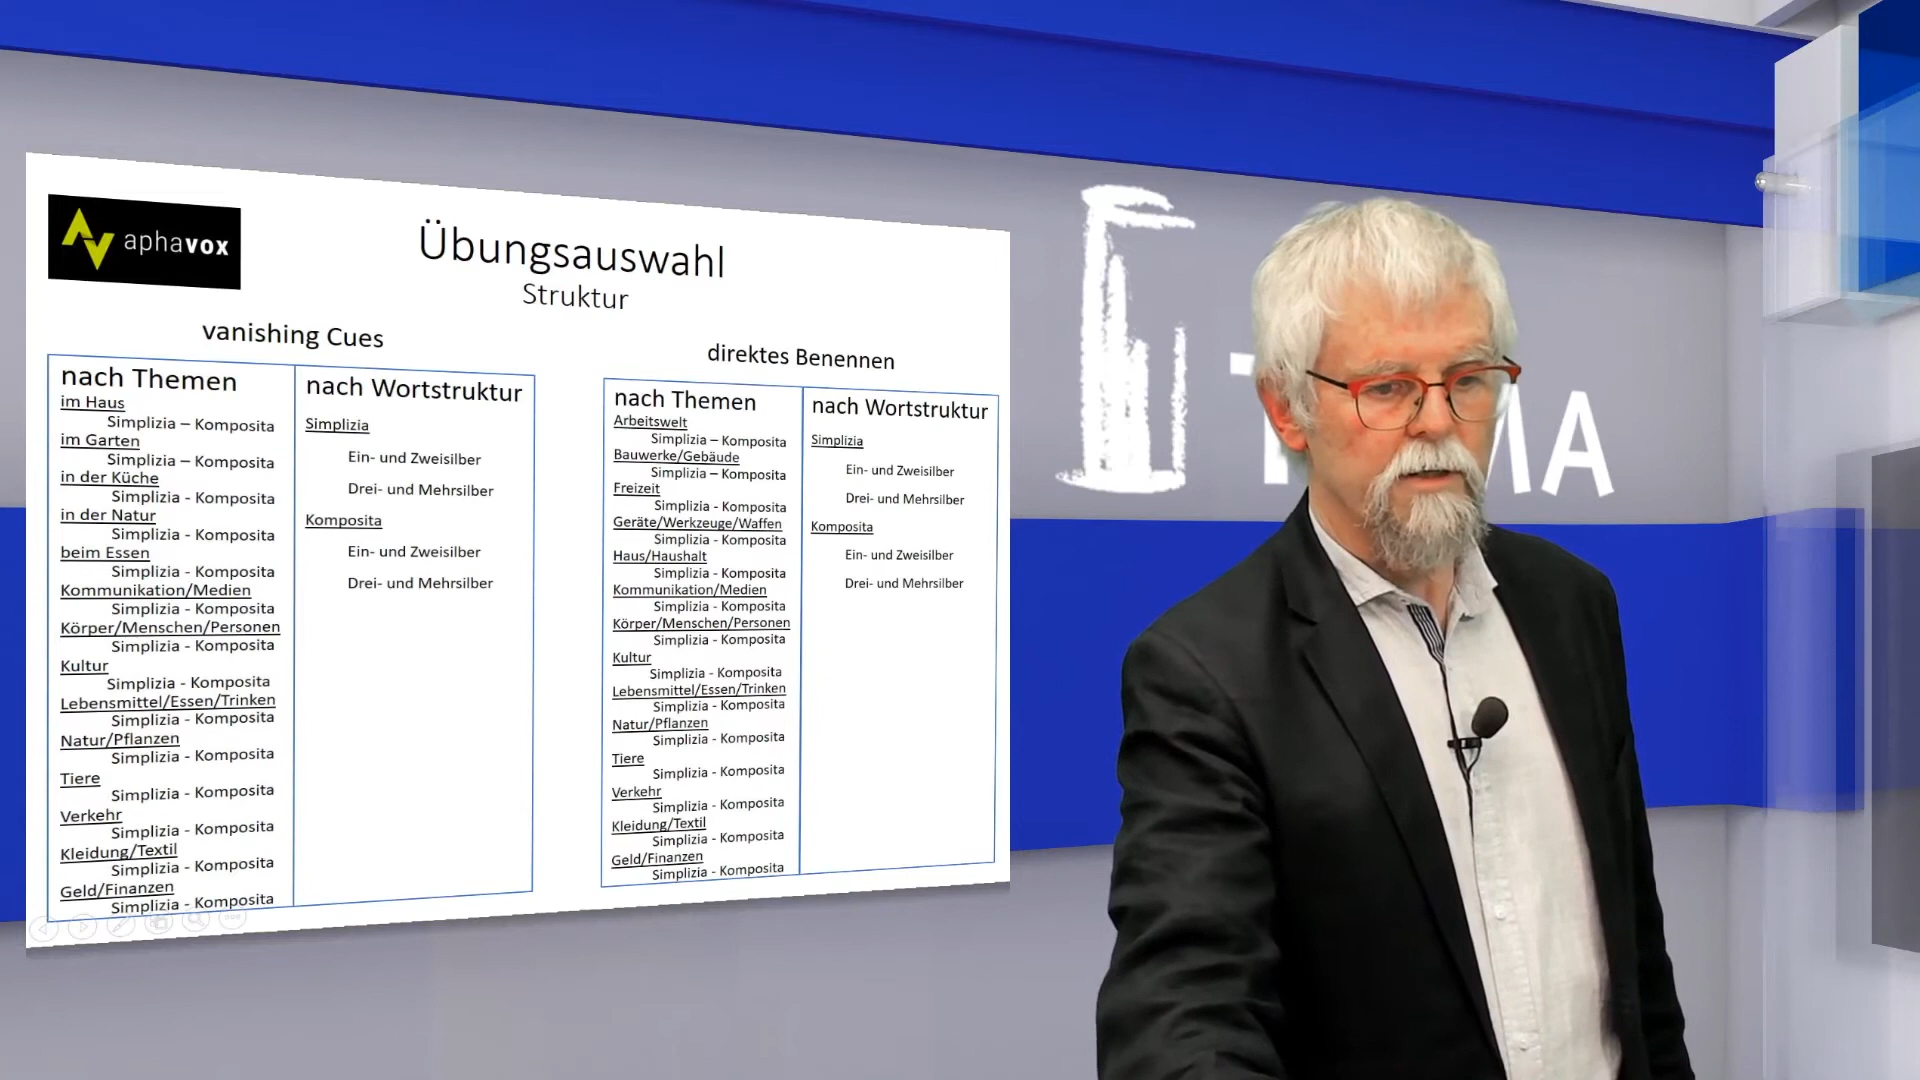 aphavox
Übungsauswahl
Struktur
vanishing Cues
nach Themen
im Haus
Simplizia – Komposita
im Garten
Simplizia – Komposita
in der Küche
Simplizia - Komposita
in der Natur
Simplizia - Komposita
beim Essen
Simplizia - Komposita
Kommunikation/Medien
Simplizia - Komposita
Körper/Menschen/Personen
Simplizia - Komposita
Kultur
Simplizia - Komposita
Lebensmittel/Essen/Trinken
Simplizia - Komposita
Natur/Pflanzen
Simplizia - Komposita
Tiere
Simplizia - Komposita
Verkehr
Simplizia - Komposita
Kleidung/Textil
Simplizia - Komposita
Geld/Finanzen
Simplizia - Komposita
nach Wortstruktur
Simplizia
Ein- und Zweisilber
Drei- und Mehrsilber
Komposita
Ein- und Zweisilber
Drei- und Mehrsilber
direktes Benennen
nach Themen
Arbeitswelt
Simplizia – Komposita
Bauwerke/Gebäude
Simplizia – Komposita
Freizeit
Simplizia - Komposita
Geräte/Werkzeuge/Waffen
Simplizia - Komposita
Haus/Haushalt
Simplizia - Komposita
Kommunikation/Medien
Simplizia - Komposita
Körper/Menschen/Personen
Simplizia - Komposita
Kultur
Simplizia - Komposita
Lebensmittel/Essen/Trinken
Simplizia - Komposita
Natur/Pflanzen
Simplizia - Komposita
Tiere
Simplizia - Komposita
Verkehr
Simplizia - Komposita
Kleidung/Textil
Simplizia - Komposita
Geld/Finanzen
Simplizia - Komposita
nach Wortstruktur
Simplizia
Ein- und Zweisilber
Drei- und Mehrsilber
Komposita
Ein- und Zweisilber
Drei- und Mehrsilber